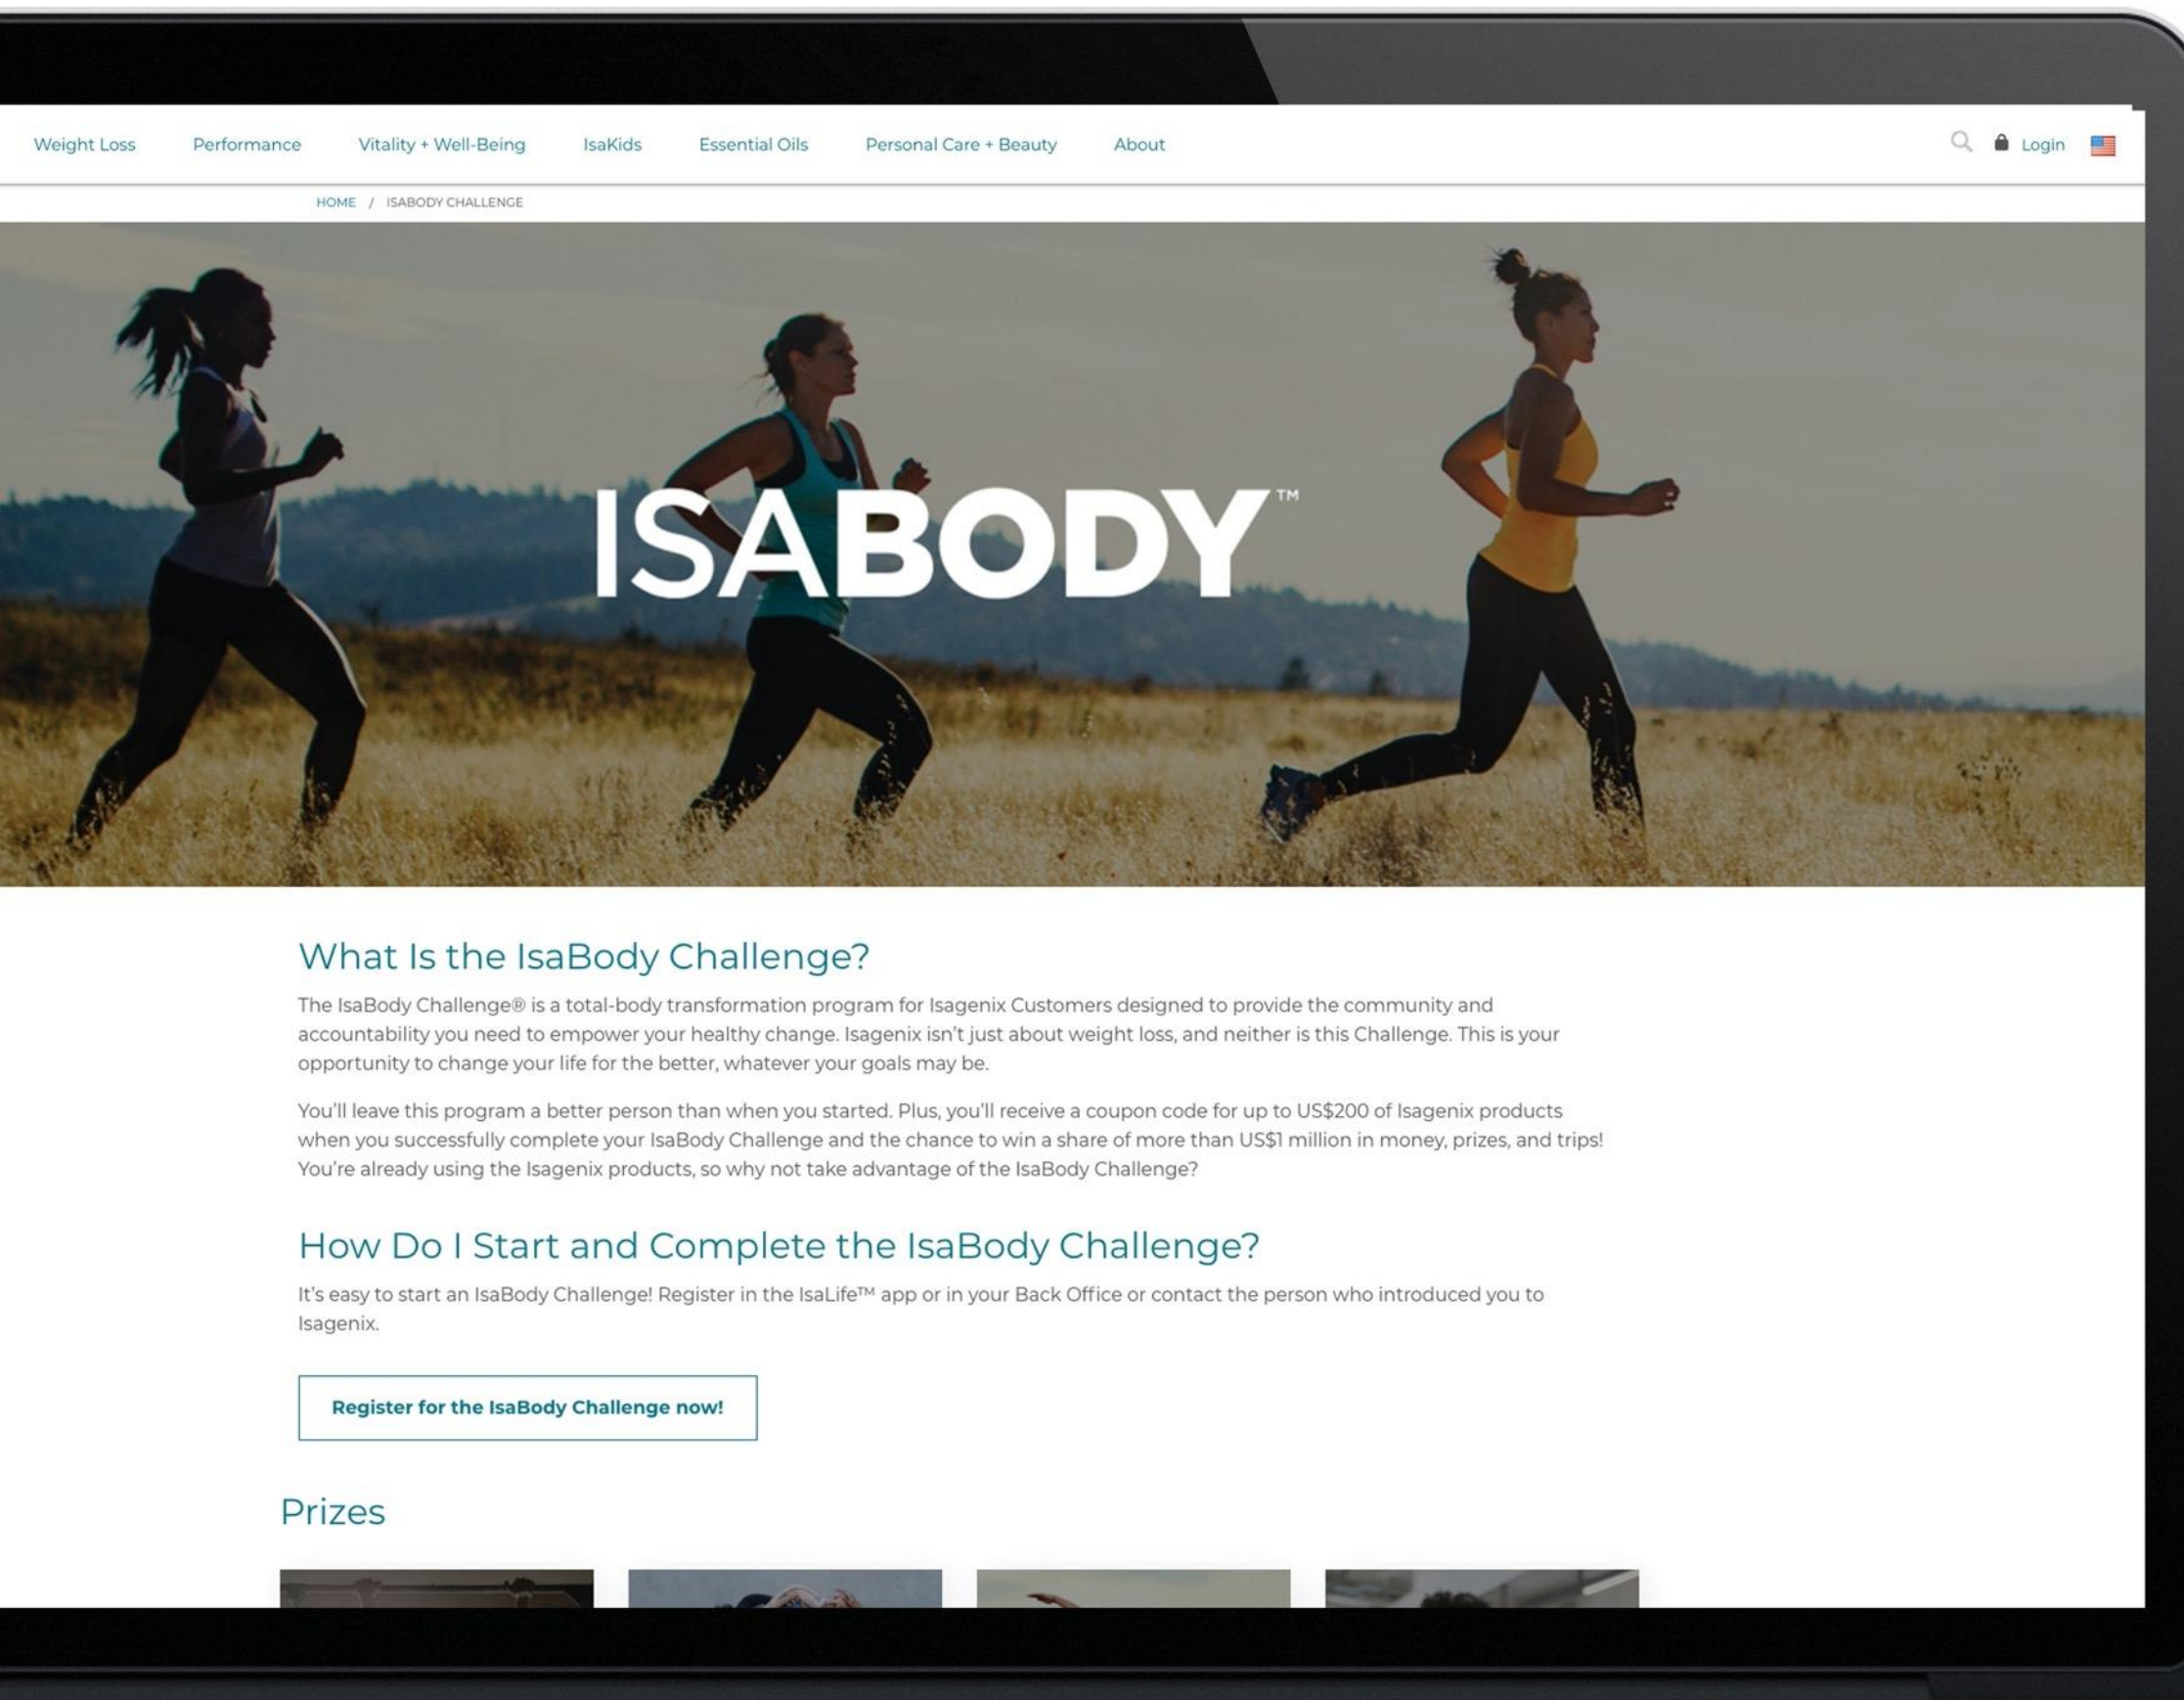 Weight Loss Performance Vitality + Well-Being IsaKids Essential Oils Personal Care + Beauty About Login
HOME / ISABODY CHALLENGE
ISABODY™
What Is the IsaBody Challenge?
The IsaBody Challenge® is a total-body transformation program for Isagenix Customers designed to provide the community and
accountability you need to empower your healthy change. Isagenix isn't just about weight loss, and neither is this Challenge. This is your
opportunity to change your life for the better, whatever your goals may be.
You'll leave this program a better person than when you started. Plus, you'll receive a coupon code for up to US$200 of Isagenix products
when you successfully complete your IsaBody Challenge and the chance to win a share of more than US$1 million in money, prizes, and trips!
You're already using the Isagenix products, so why not take advantage of the IsaBody Challenge?
How Do I Start and Complete the IsaBody Challenge?
It's easy to start an IsaBody Challenge! Register in the IsaLife™ app or in your Back Office or contact the person who introduced you to
Isagenix.
Register for the IsaBody Challenge now!
Prizes